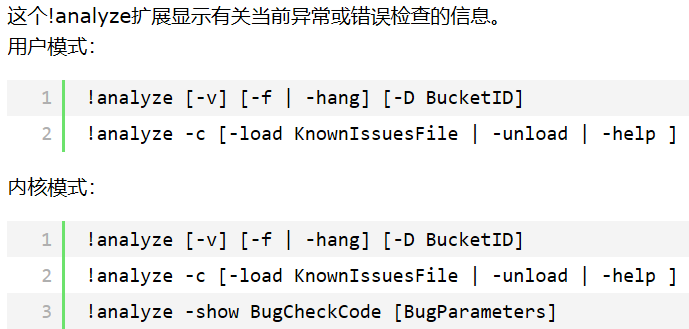 这个!analyze扩展显示有关当前异常或错误检查的信息。
用户模式：
1 !analyze [-v] [-f | -hang] [-D BucketID]
2 !analyze -c [-load KnownIssuesFile | -unload | -help ]
内核模式：
1 !analyze [-v] [-f | -hang] [-D BucketID]
2 !analyze -c [-load KnownIssuesFile | -unload | -help ]
3 !analyze -show BugCheckCode [BugParameters]